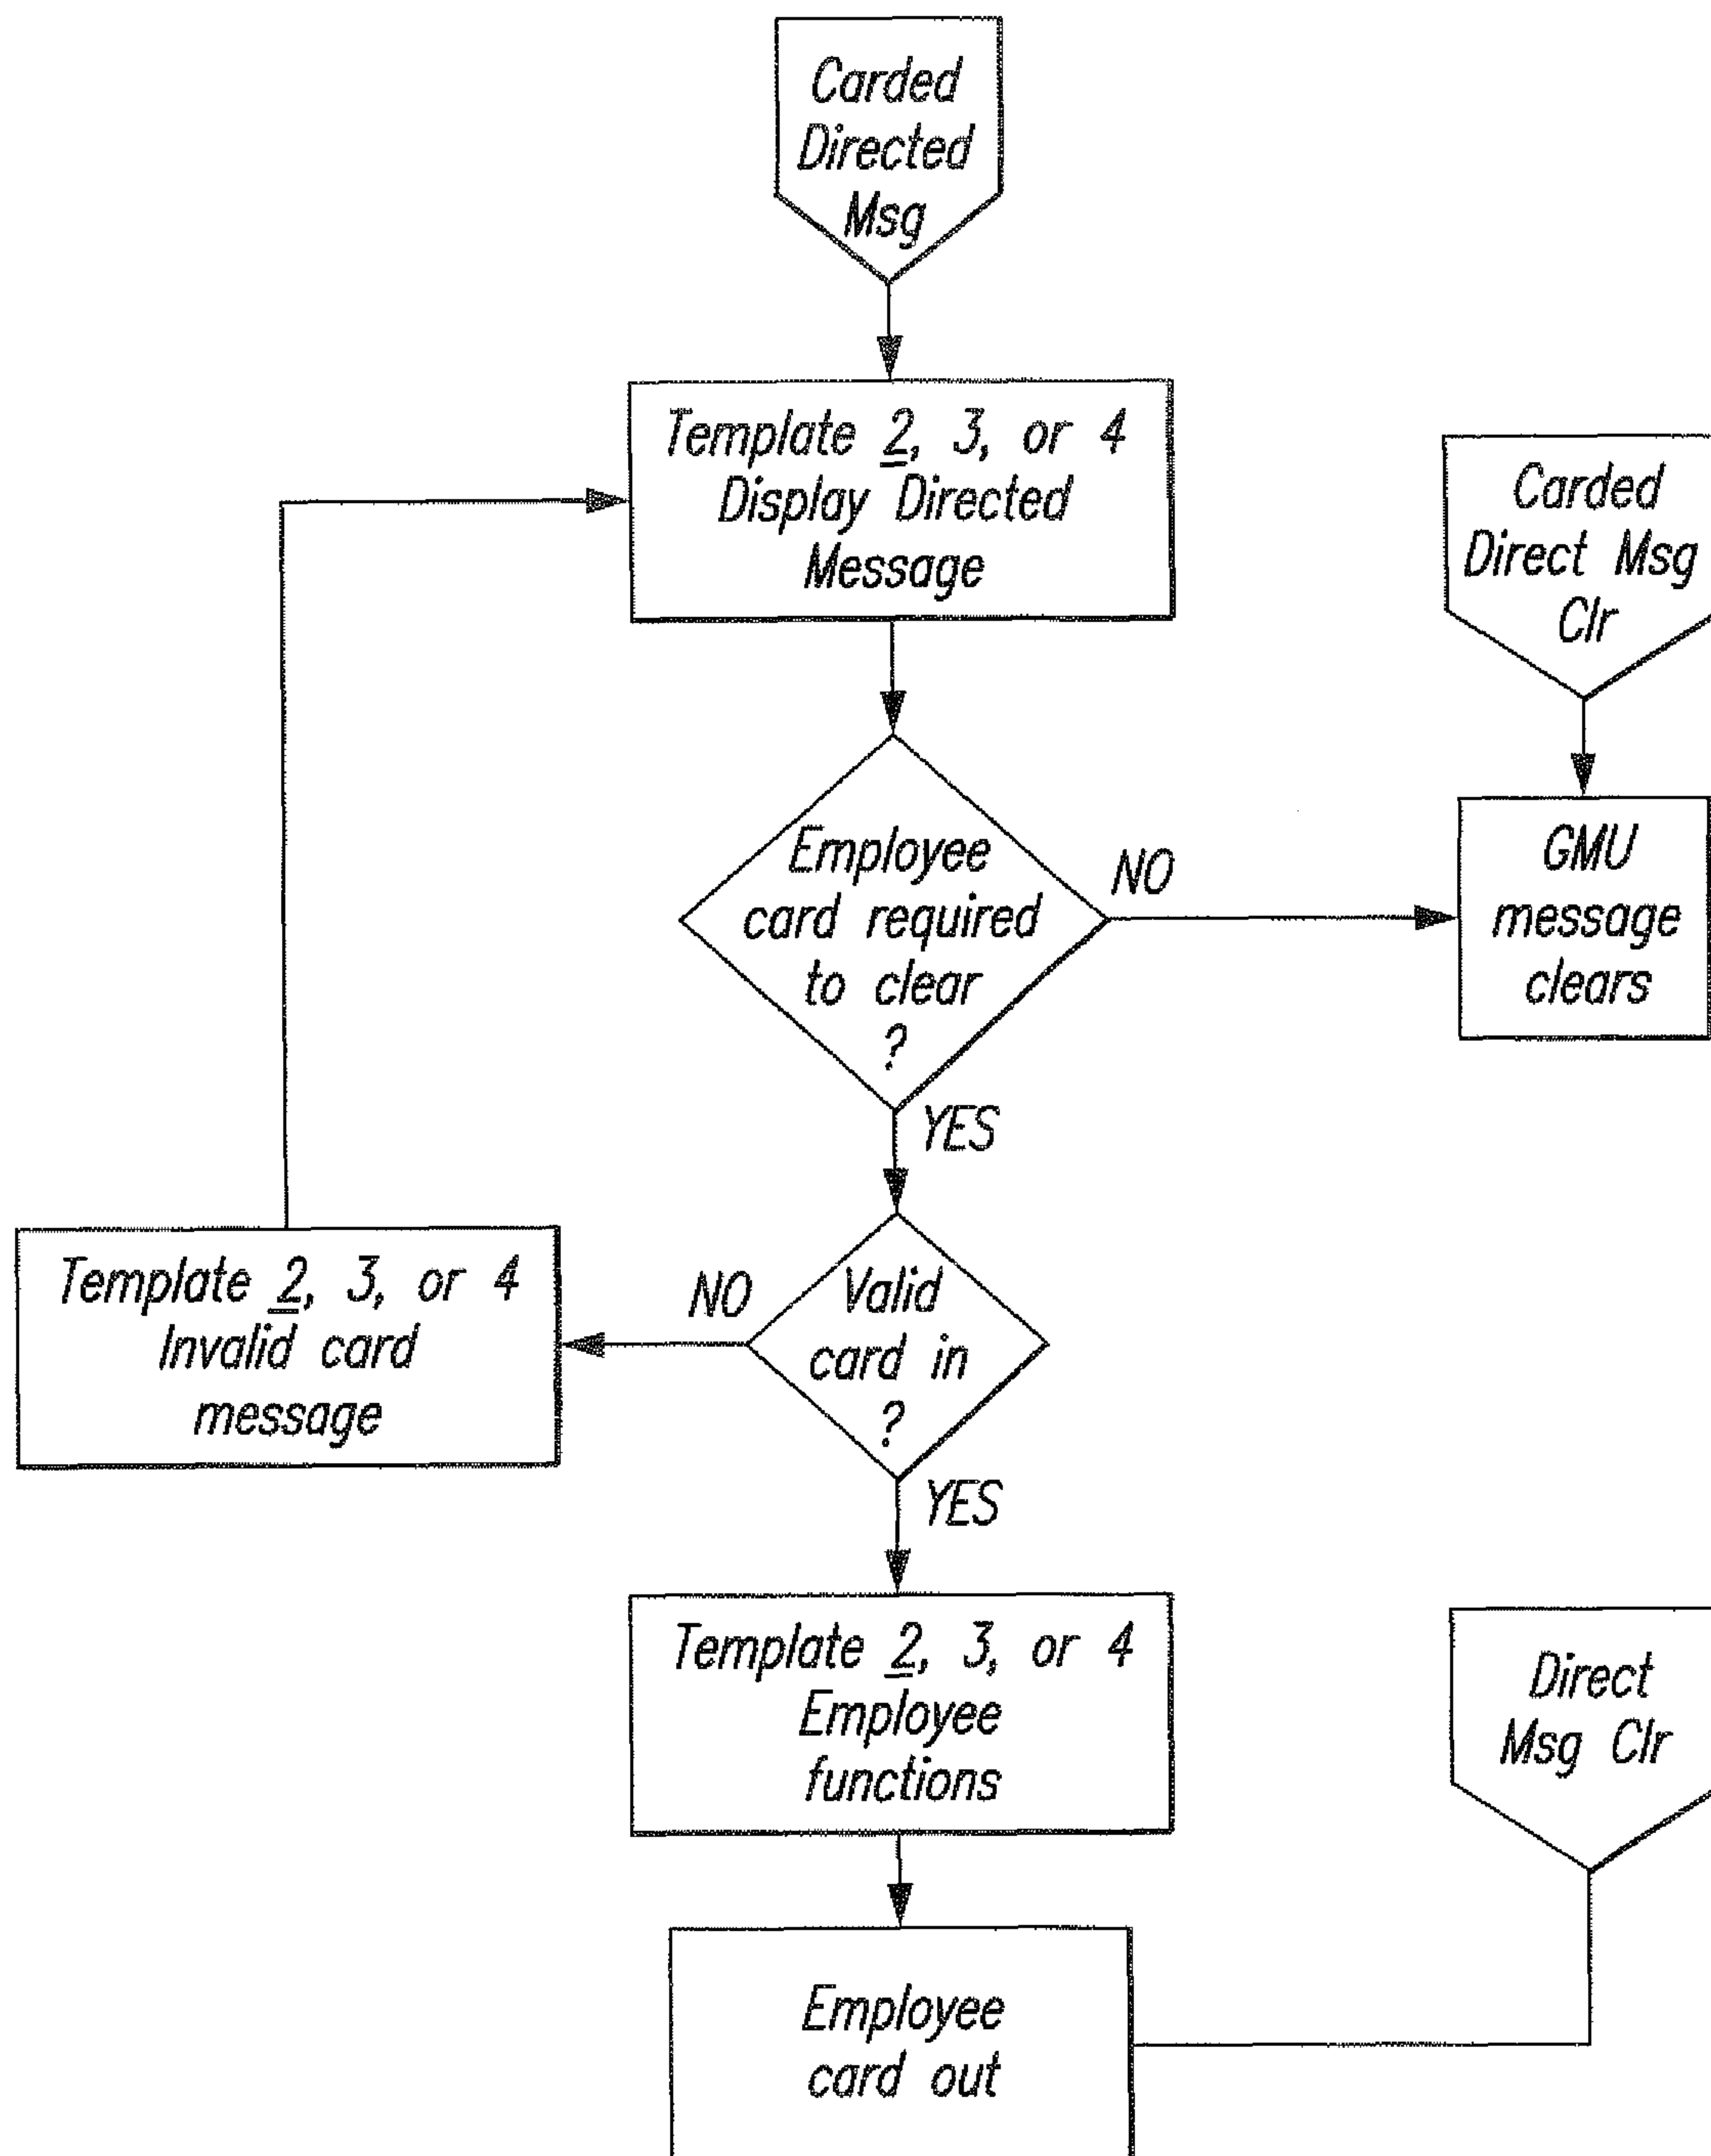 Carded
Directed
Msg
Template 2, 3, or 4
Display Directed
Message
Carded
Direct Msg
Clr
Employee
card required
to clear
?
NO
GMU
message
clears
YES
Template 2, 3, or 4
Invalid card
message
NO
Valid
card in
?
YES
Template 2, 3, or 4
Employee
functions
Direct
Msg Clr
Employee
card out